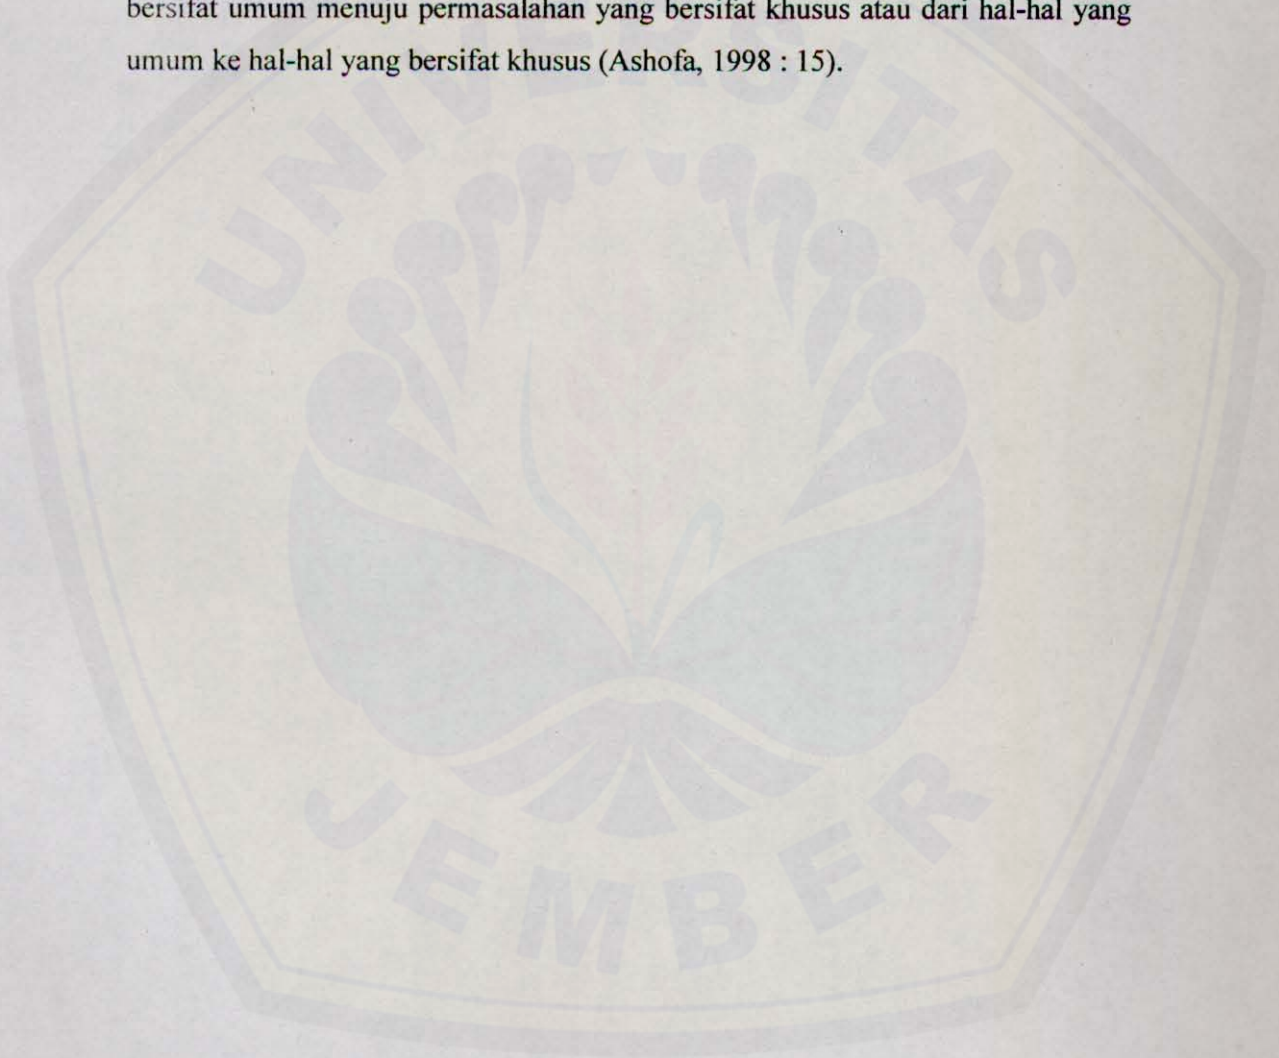 bersifat umum menuju permasalahan yang bersifat khusus atau dari hal-hal yang
umum ke hal-hal yang bersifat khusus (Ashofa, 1998 : 15).
UNIVERSITAS
JEMBER